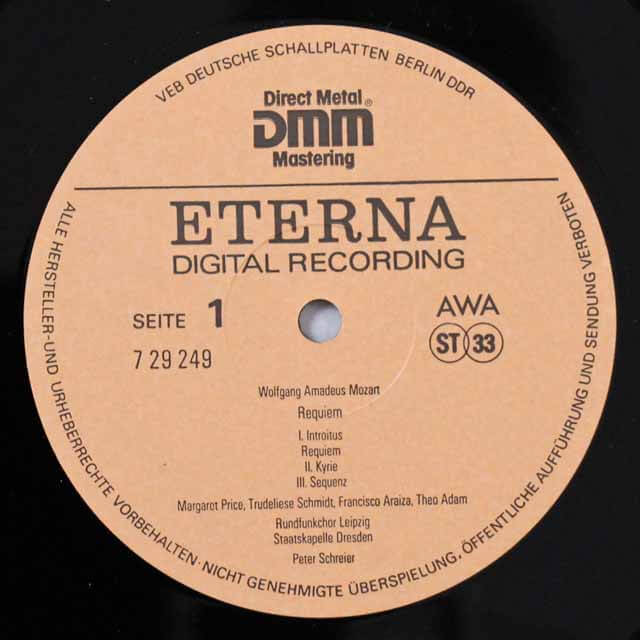 VEB DEUTSCHE SCHALLPLATTEN BERLIN DDR
Direct Metal®
DMM
Mastering
ETERNA
DIGITAL RECORDING
SEITE 1
AWA
7 29 249
ST 33
Wolfgang Amadeus Mozart
Requiem
I. Introitus
Requiem
II. Kyrie
III. Sequenz
Margaret Price, Trudeliese Schmidt, Francisco Araiza, Theo Adam
Rundfunkchor Leipzig
Staatskapelle Dresden
Peter Schreier
ALLE HERSTELLER-UND URHEBERRECHTE VORBEHALTEN · NICHT GENEHMIGTE ÜBERSPIELUNG, ÖFFENTLICHE AUFFÜHRUNG UND SENDUNG VERBOTEN